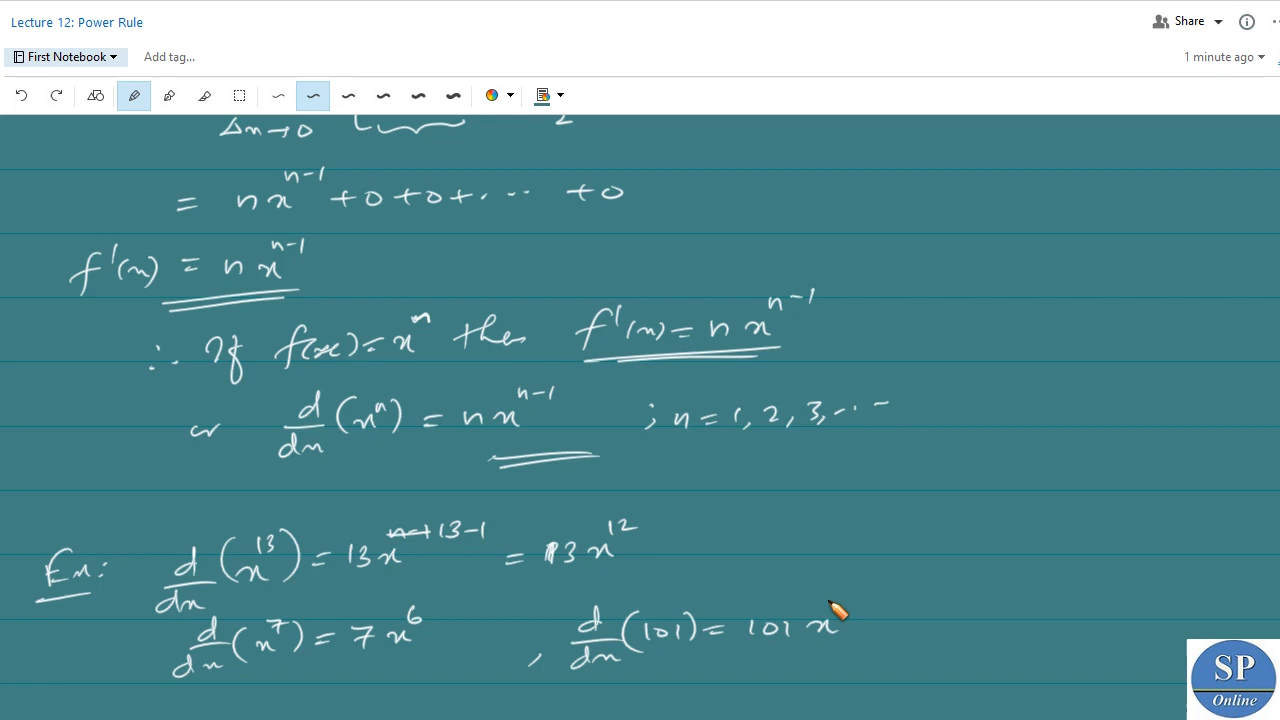 Lecture 12: Power Rule
Share
First Notebook Add tag... 1 minute ago
Δx→0 2
= nx^{n-1} +0+0+. ... +0
f'(x) = nx^{n-1}
∴ If f(x)=x^n then f'(x) = nx^{n-1}
or d/dx (x^n) = nx^{n-1} ; n = 1, 2, 3, ...
Ex: d/dx (x^{13}) = 13x^{13-1} = 13x^{12}
d/dx (x^7) = 7x^6 , d/dx (101) = 101 x
SP
Online